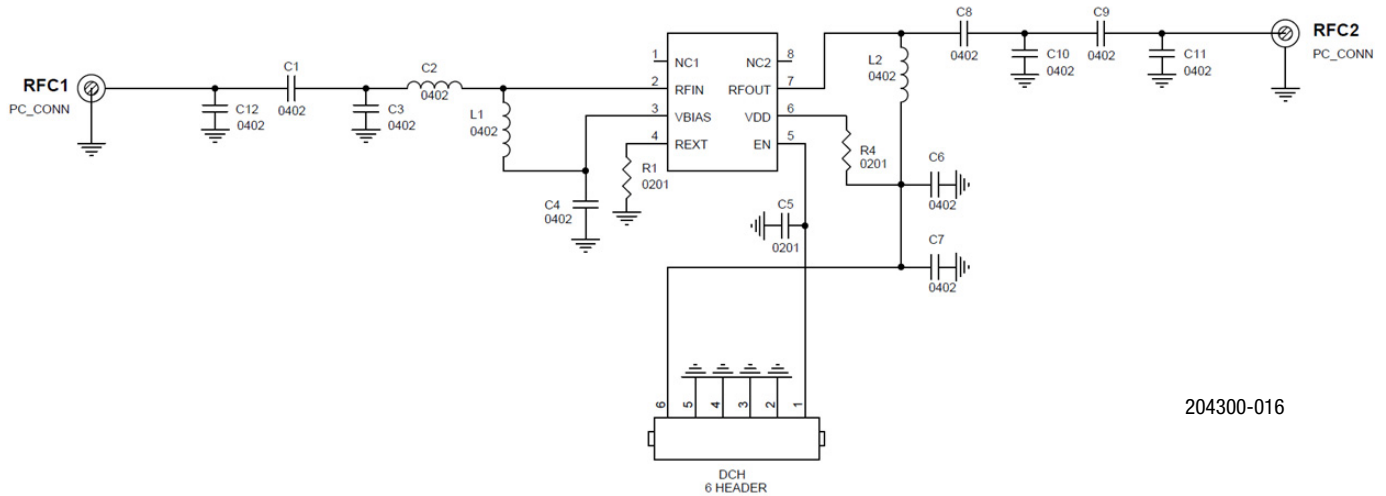 RFC1
PC_CONN
C12
0402
C1
0402
C3
0402
C2
0402
L1
0402
C4
0402
R1
0201
1
NC1
2
RFIN
3
VBIAS
4
REXT
8
NC2
7
RFOUT
6
VDD
5
EN
R4
0201
C5
0201
L2
0402
C6
0402
C7
0402
C8
0402
C10
0402
C9
0402
C11
0402
RFC2
PC_CONN
6
5
4
3
2
1
DCH
6 HEADER
204300-016